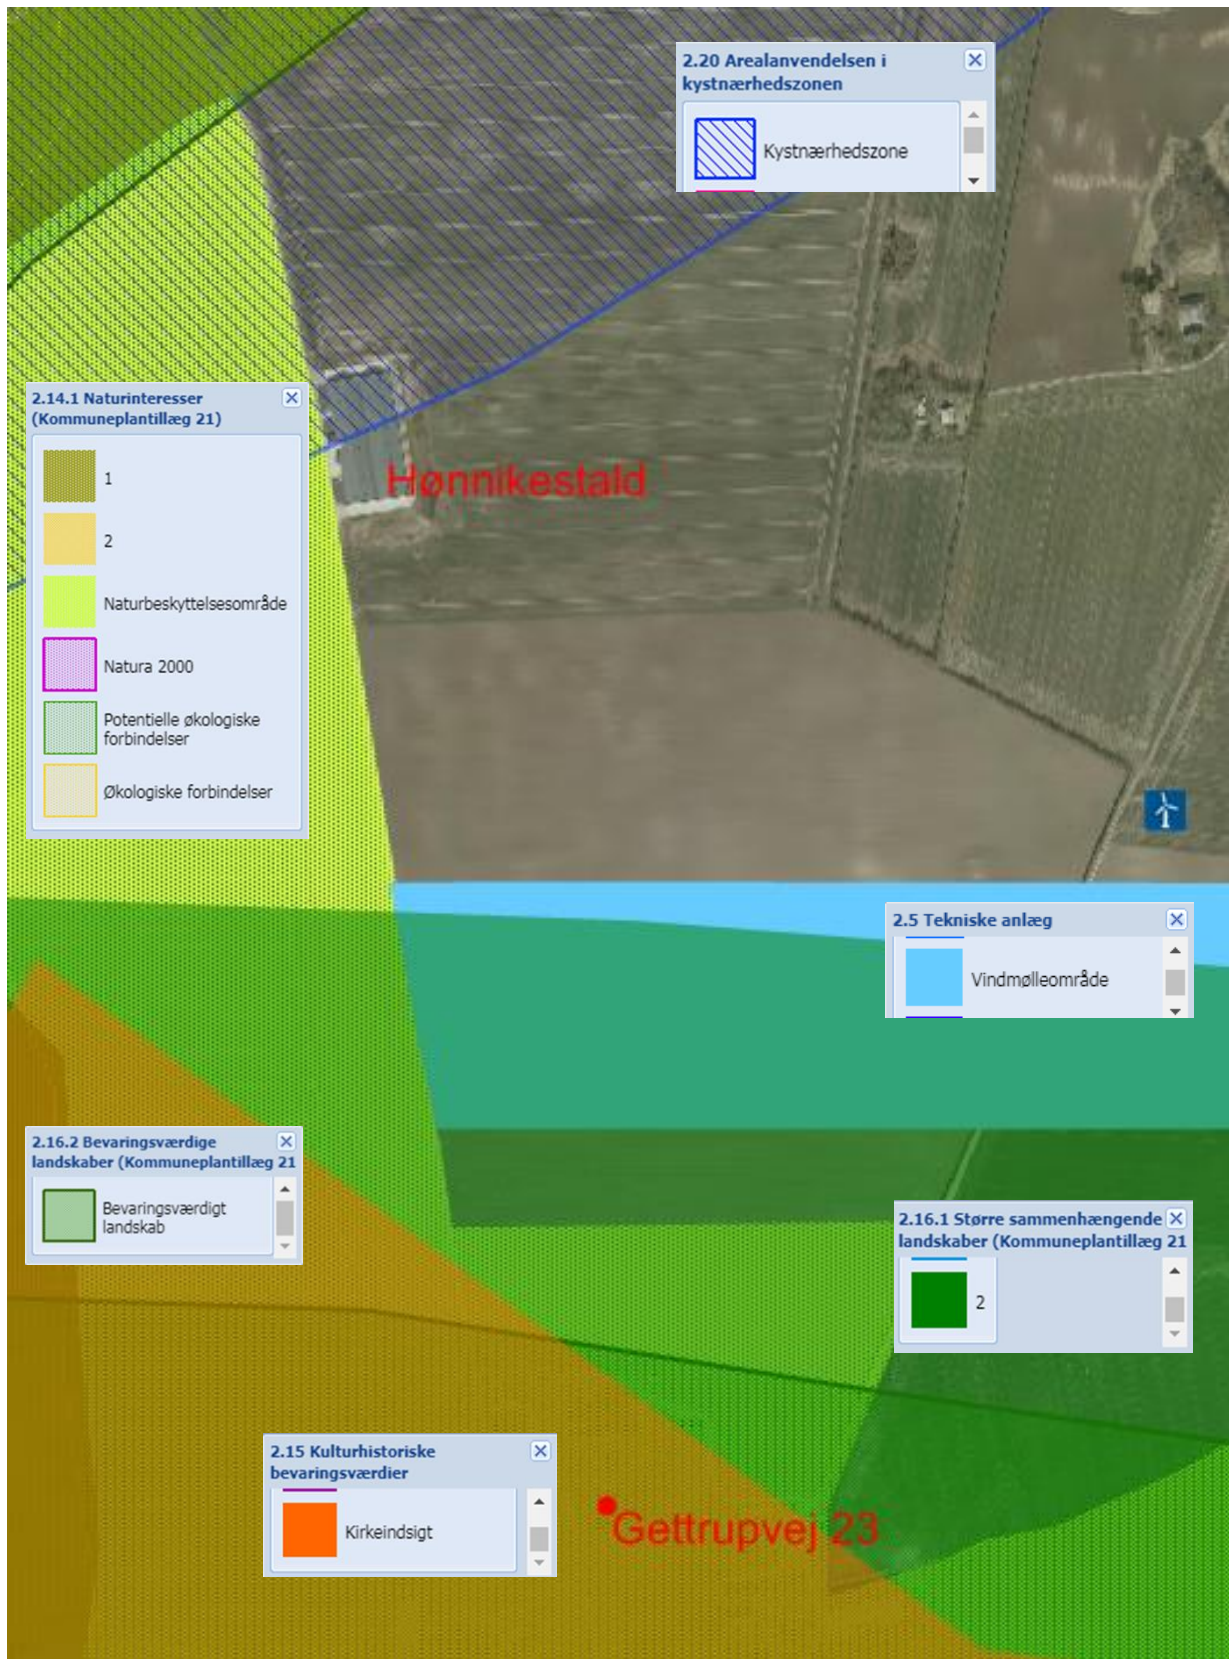 2.20 Arealanvendelsen i
kystnærhedszonen
Kystnærhedszone
2.14.1 Naturinteresser
(Kommuneplantillæg 21)
1
2
Naturbeskyttelsesområde
Natura 2000
Potentielle økologiske
forbindelser
Økologiske forbindelser
Hønnikestald
2.5 Tekniske anlæg
Vindmølleområde
2.16.2 Bevaringsværdige
landskaber (Kommuneplantillæg 21
Bevaringsværdigt
landskab
2.16.1 Større sammenhængende
landskaber (Kommuneplantillæg 21
2
2.15 Kulturhistoriske
bevaringsværdier
Kirkeindsigt
Gettrupvej 23